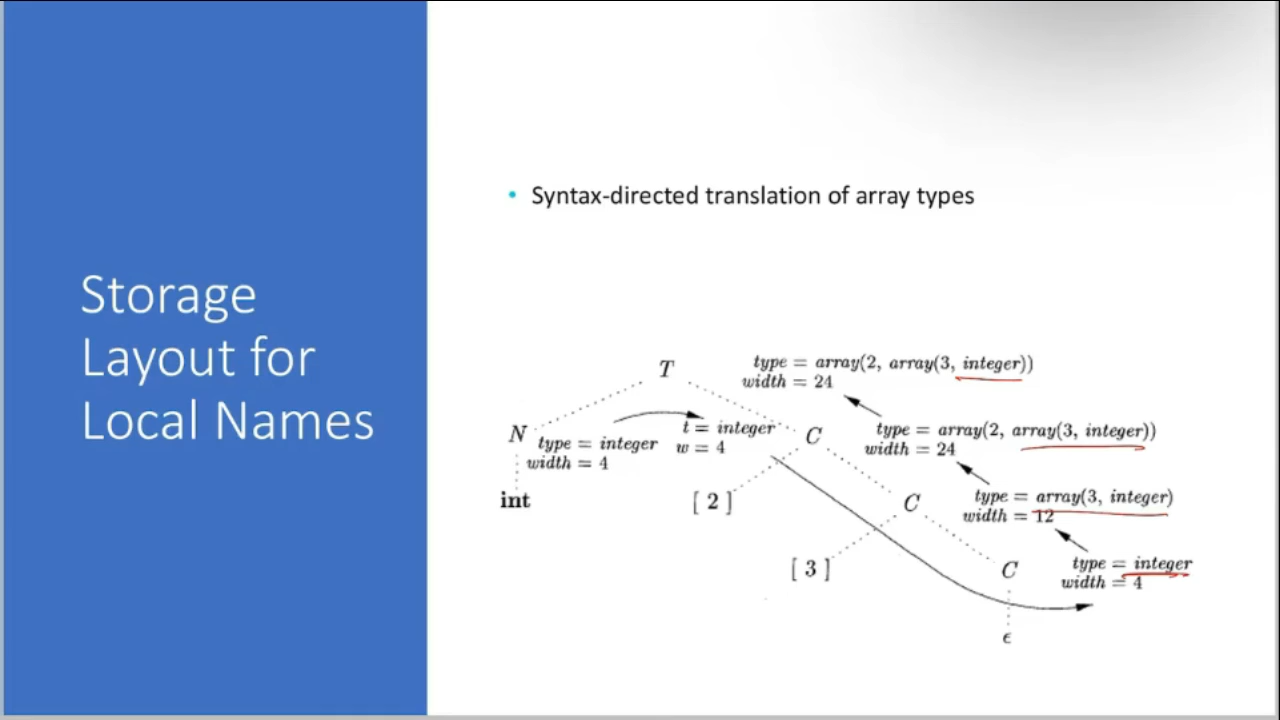 Storage
Layout for
Local Names
• Syntax-directed translation of array types
T
type = array(2, array(3, integer))
width = 24
N
type = integer
width = 4
t = integer
w = 4
C
type = array(2, array(3, integer))
width = 24
int
[ 2 ]
C
type = array(3, integer)
width = 12
[ 3 ]
C
type = integer
width = 4
ϵ